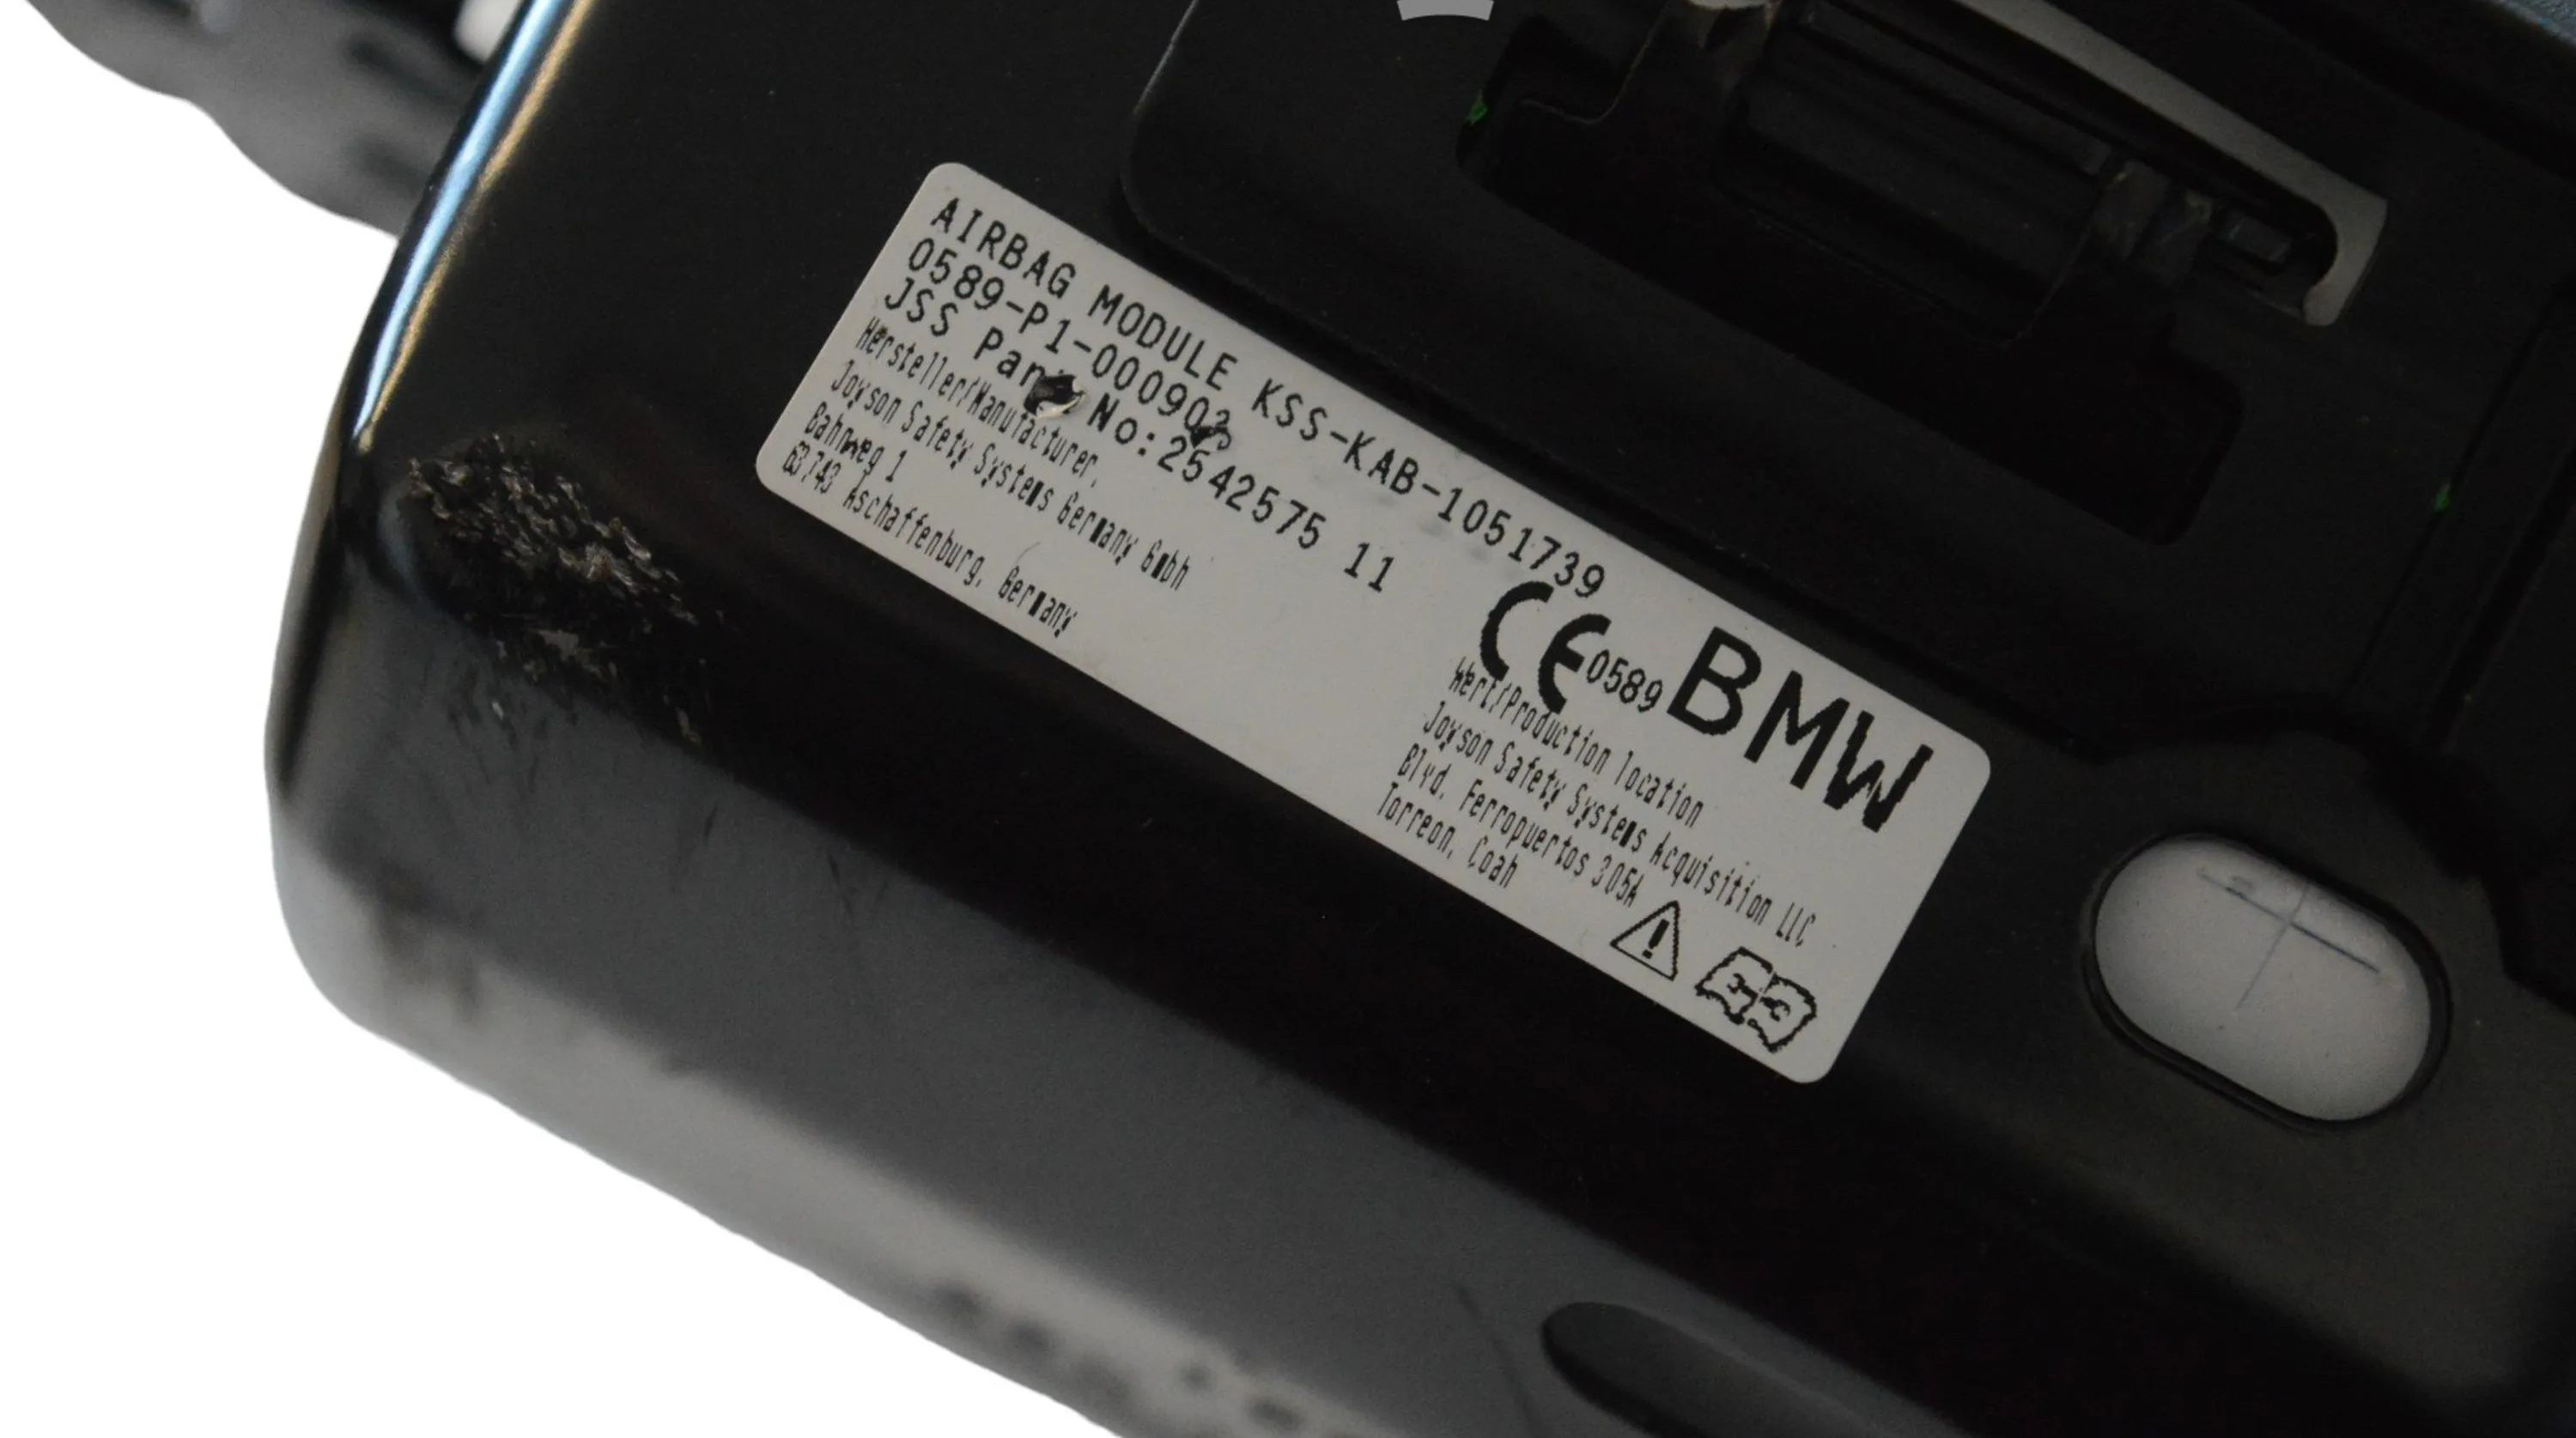 AIRBAG MODULE KSS-KAB-1051739
0589-P1-000903
JSS Part No:2542575 11
Hersteller/Manufacturer,
Joyson Safety Systems Germany Gmbh
Bahnweg 1
63743 Aschaffenburg, Germany
CE 0589 BMW
Werk/Production location
Joyson Safety Systems Acquisition LLC
Blvd. Ferropuertos 305A
Torreon, Coah